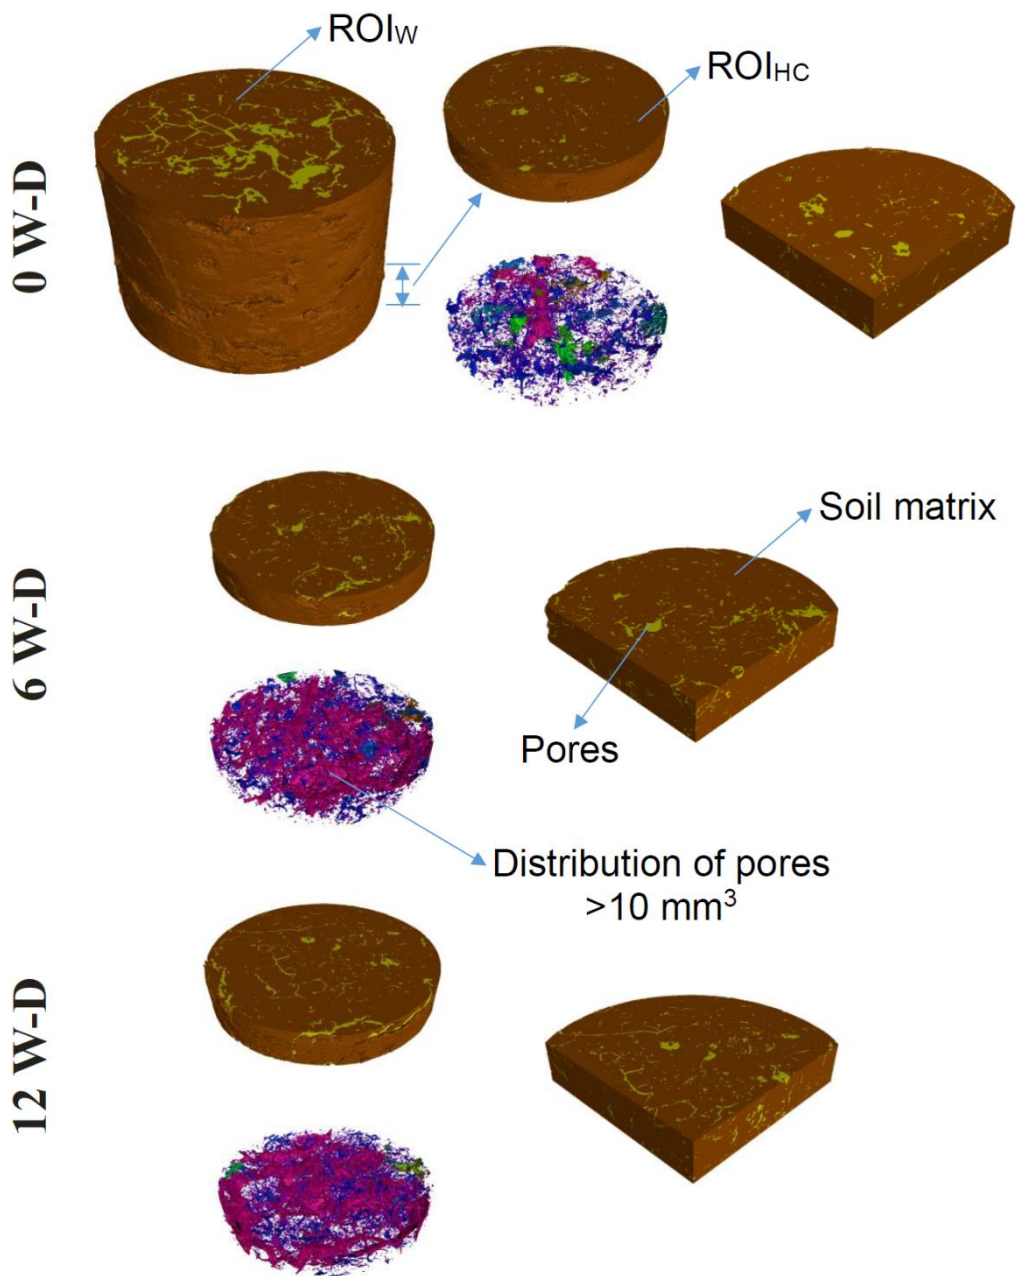 ROIW
ROIHC
0 W-D
Soil matrix
6 W-D
Pores
Distribution of pores
>10 mm³
12 W-D